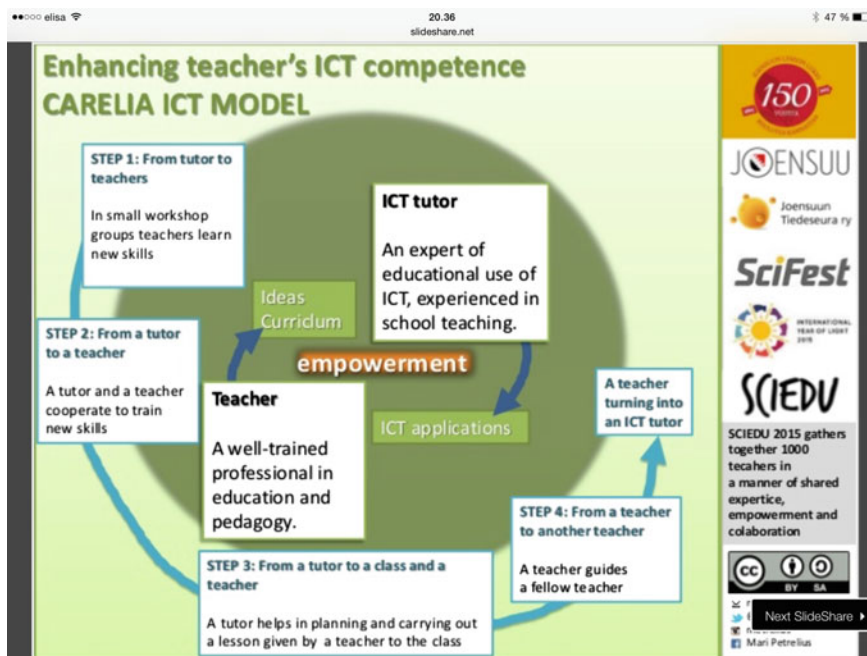 elisa
20.36
47 %
slideshare.net
Enhancing teacher's ICT competence
CARELIA ICT MODEL
STEP 1: From tutor to
teachers
In small workshop
groups teachers learn
new skills
STEP 2: From a tutor
to a teacher
A tutor and a teacher
cooperate to train
new skills
ICT tutor
An expert of
educational use of
ICT, experienced in
school teaching.
Ideas
Curridum
empowerment
Teacher
A well-trained
professional in
education and
pedagogy.
ICT applications
A teacher
turning into
an ICT tutor
STEP 3: From a tutor to a class and a
teacher
A tutor helps in planning and carrying out
a lesson given by a teacher to the class
STEP 4: From a teacher
to another teacher
A teacher guides
a fellow teacher
150
JOENSUU
Joensuun
Tiedeseura ry
SciFest
INTERNATIONAL
YEAR OF LIGHT
2015
SCIEDU
SCIEDU 2015 gathers
together 1000
tecahers in
a manner of shared
expertice,
empowerment and
colaboration
cc
BY SA
Next SlideShare
Mari Petrelius